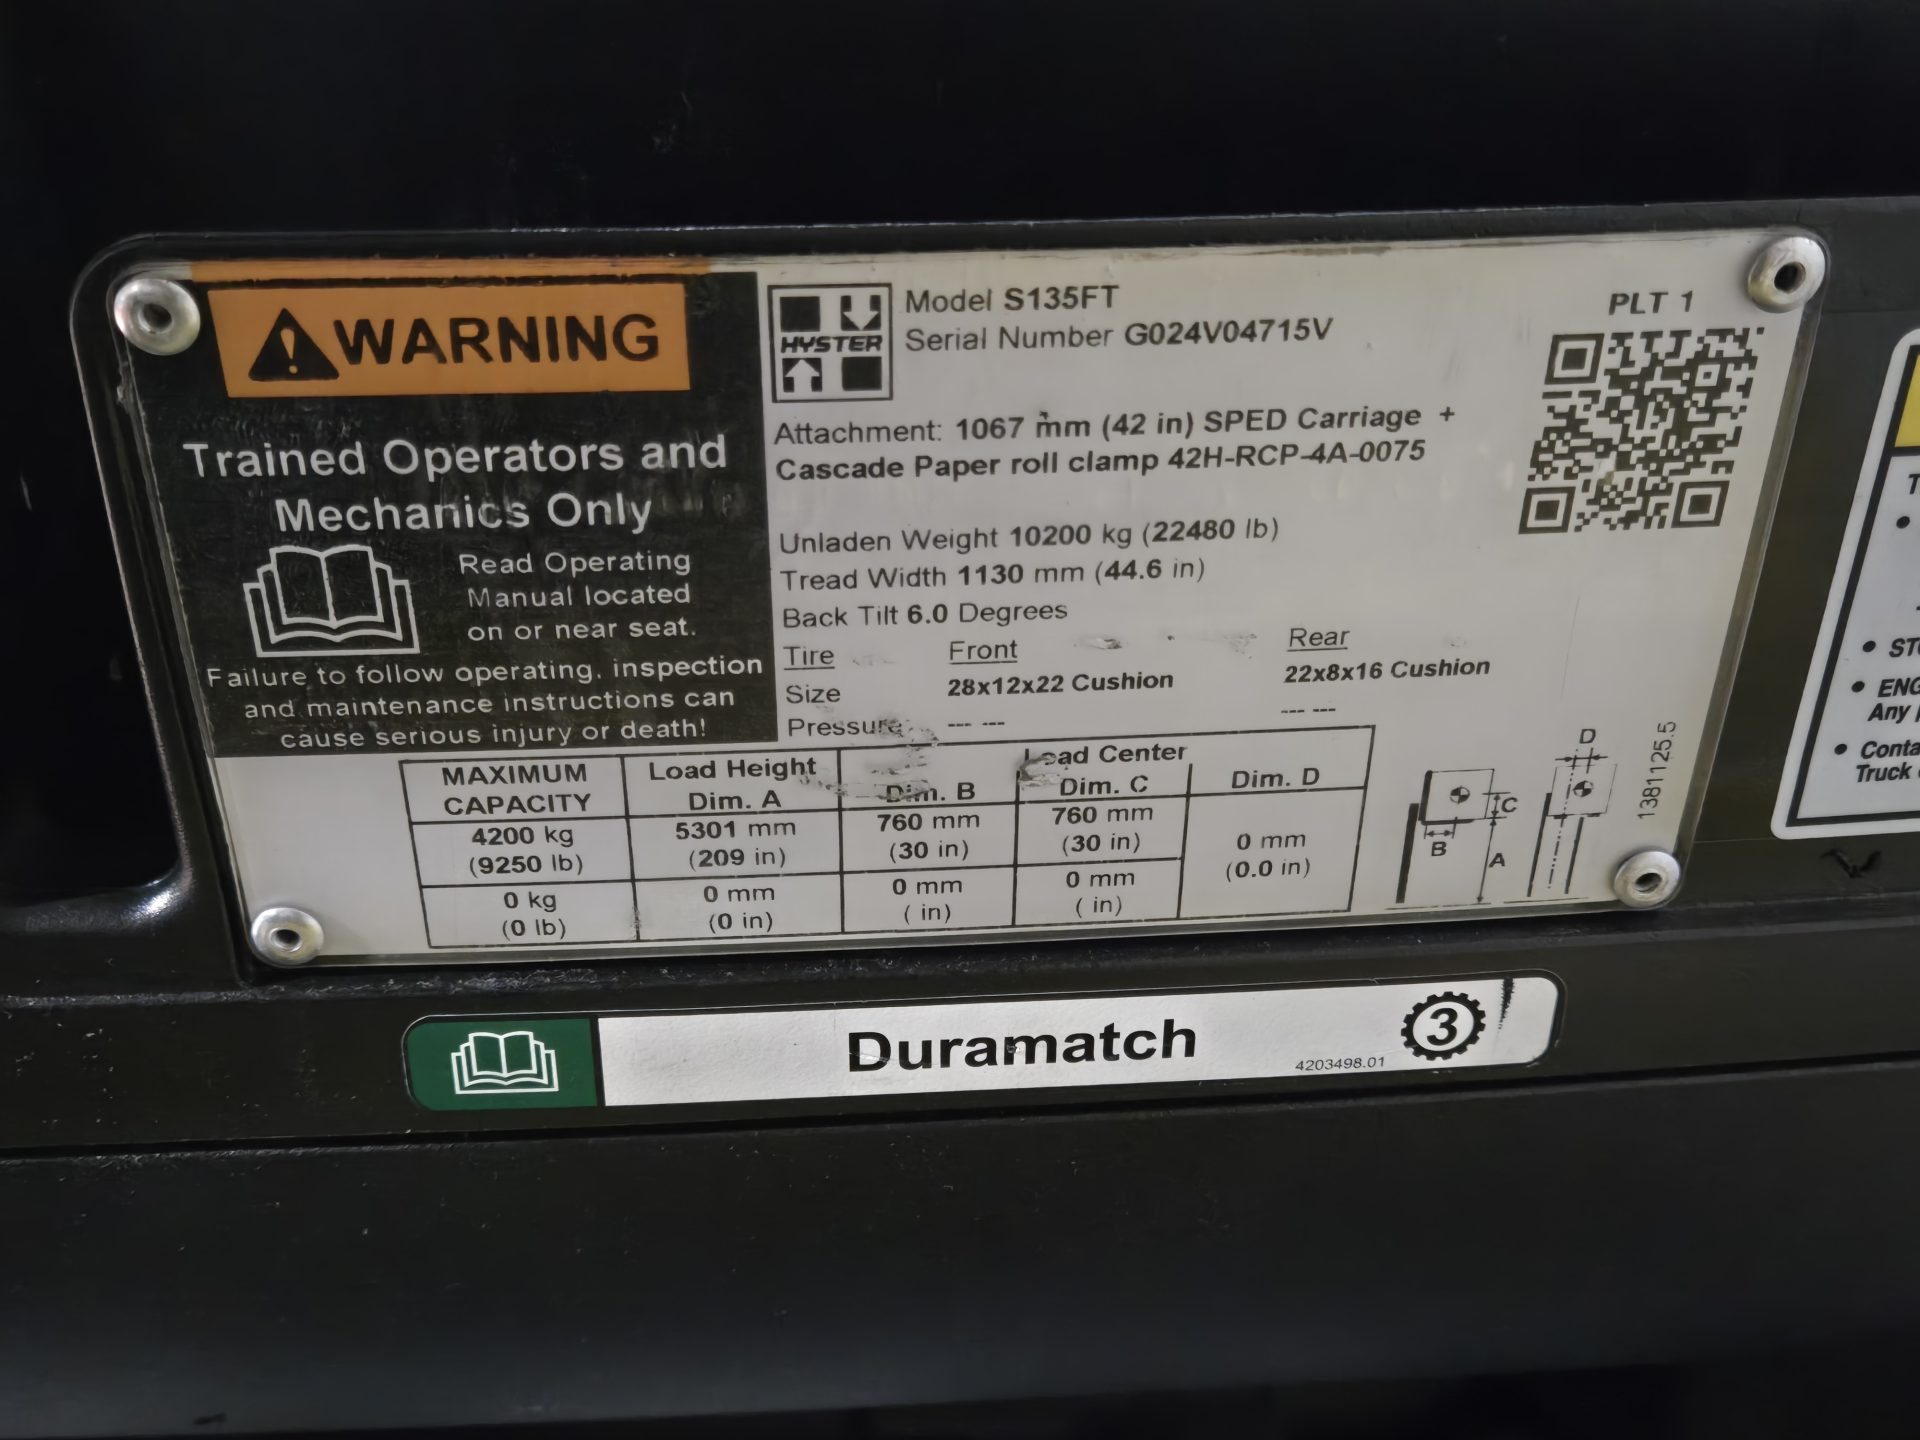 WARNING
Trained Operators and
Mechanics Only
Read Operating
Manual located
on or near seat.
Failure to follow operating, inspection
and maintenance instructions can
cause serious injury or death!
HYSTER
Model S135FT
Serial Number G024V04715V
PLT 1
Attachment: 1067 mm (42 in) SPED Carriage +
Cascade Paper roll clamp 42H-RCP-4A-0075
Unladen Weight 10200 kg (22480 lb)
Tread Width 1130 mm (44.6 in)
Back Tilt 6.0 Degrees
Tire Front Rear
Size 28x12x22 Cushion 22x8x16 Cushion
Pressure --- --- --- ---
Load Center
MAXIMUM CAPACITY Load Height Dim. A Dim. B Dim. C Dim. D
4200 kg 5301 mm 760 mm 760 mm 0 mm
(9250 lb) (209 in) (30 in) (30 in) (0.0 in)
0 kg 0 mm 0 mm 0 mm
(0 lb) (0 in) ( in) ( in)
D
C
B
A
1381125.5
Duramatch
4203498.01
3
ENG
Any
Conta
Truck